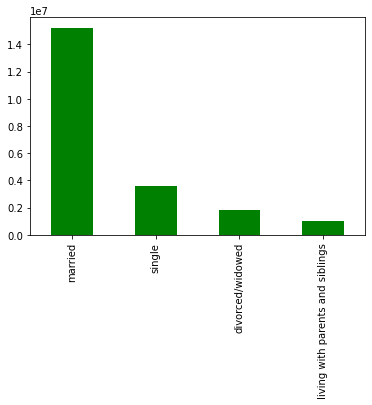 1e7
1.4
1.2
1.0
0.8
0.6
0.4
0.2
0.0
married
single
divorced/widowed
living with parents and siblings